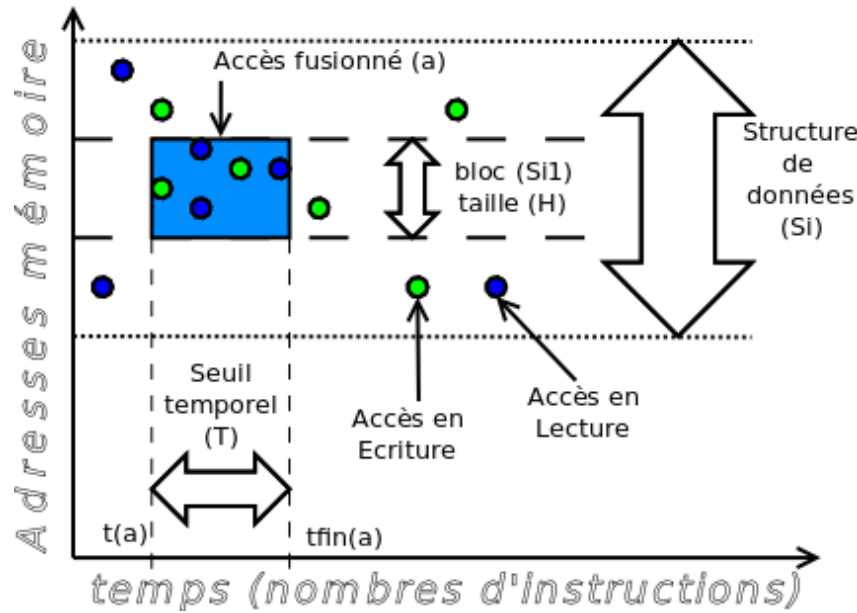 Adresses mémoire
Accès fusionné (a)
bloc (Si1)
taille (H)
Structure
de
données
(Si)
Seuil
temporel
(T)
Accès en
Ecriture
Accès en
Lecture
t(a)
tfin(a)
temps (nombres d'instructions)